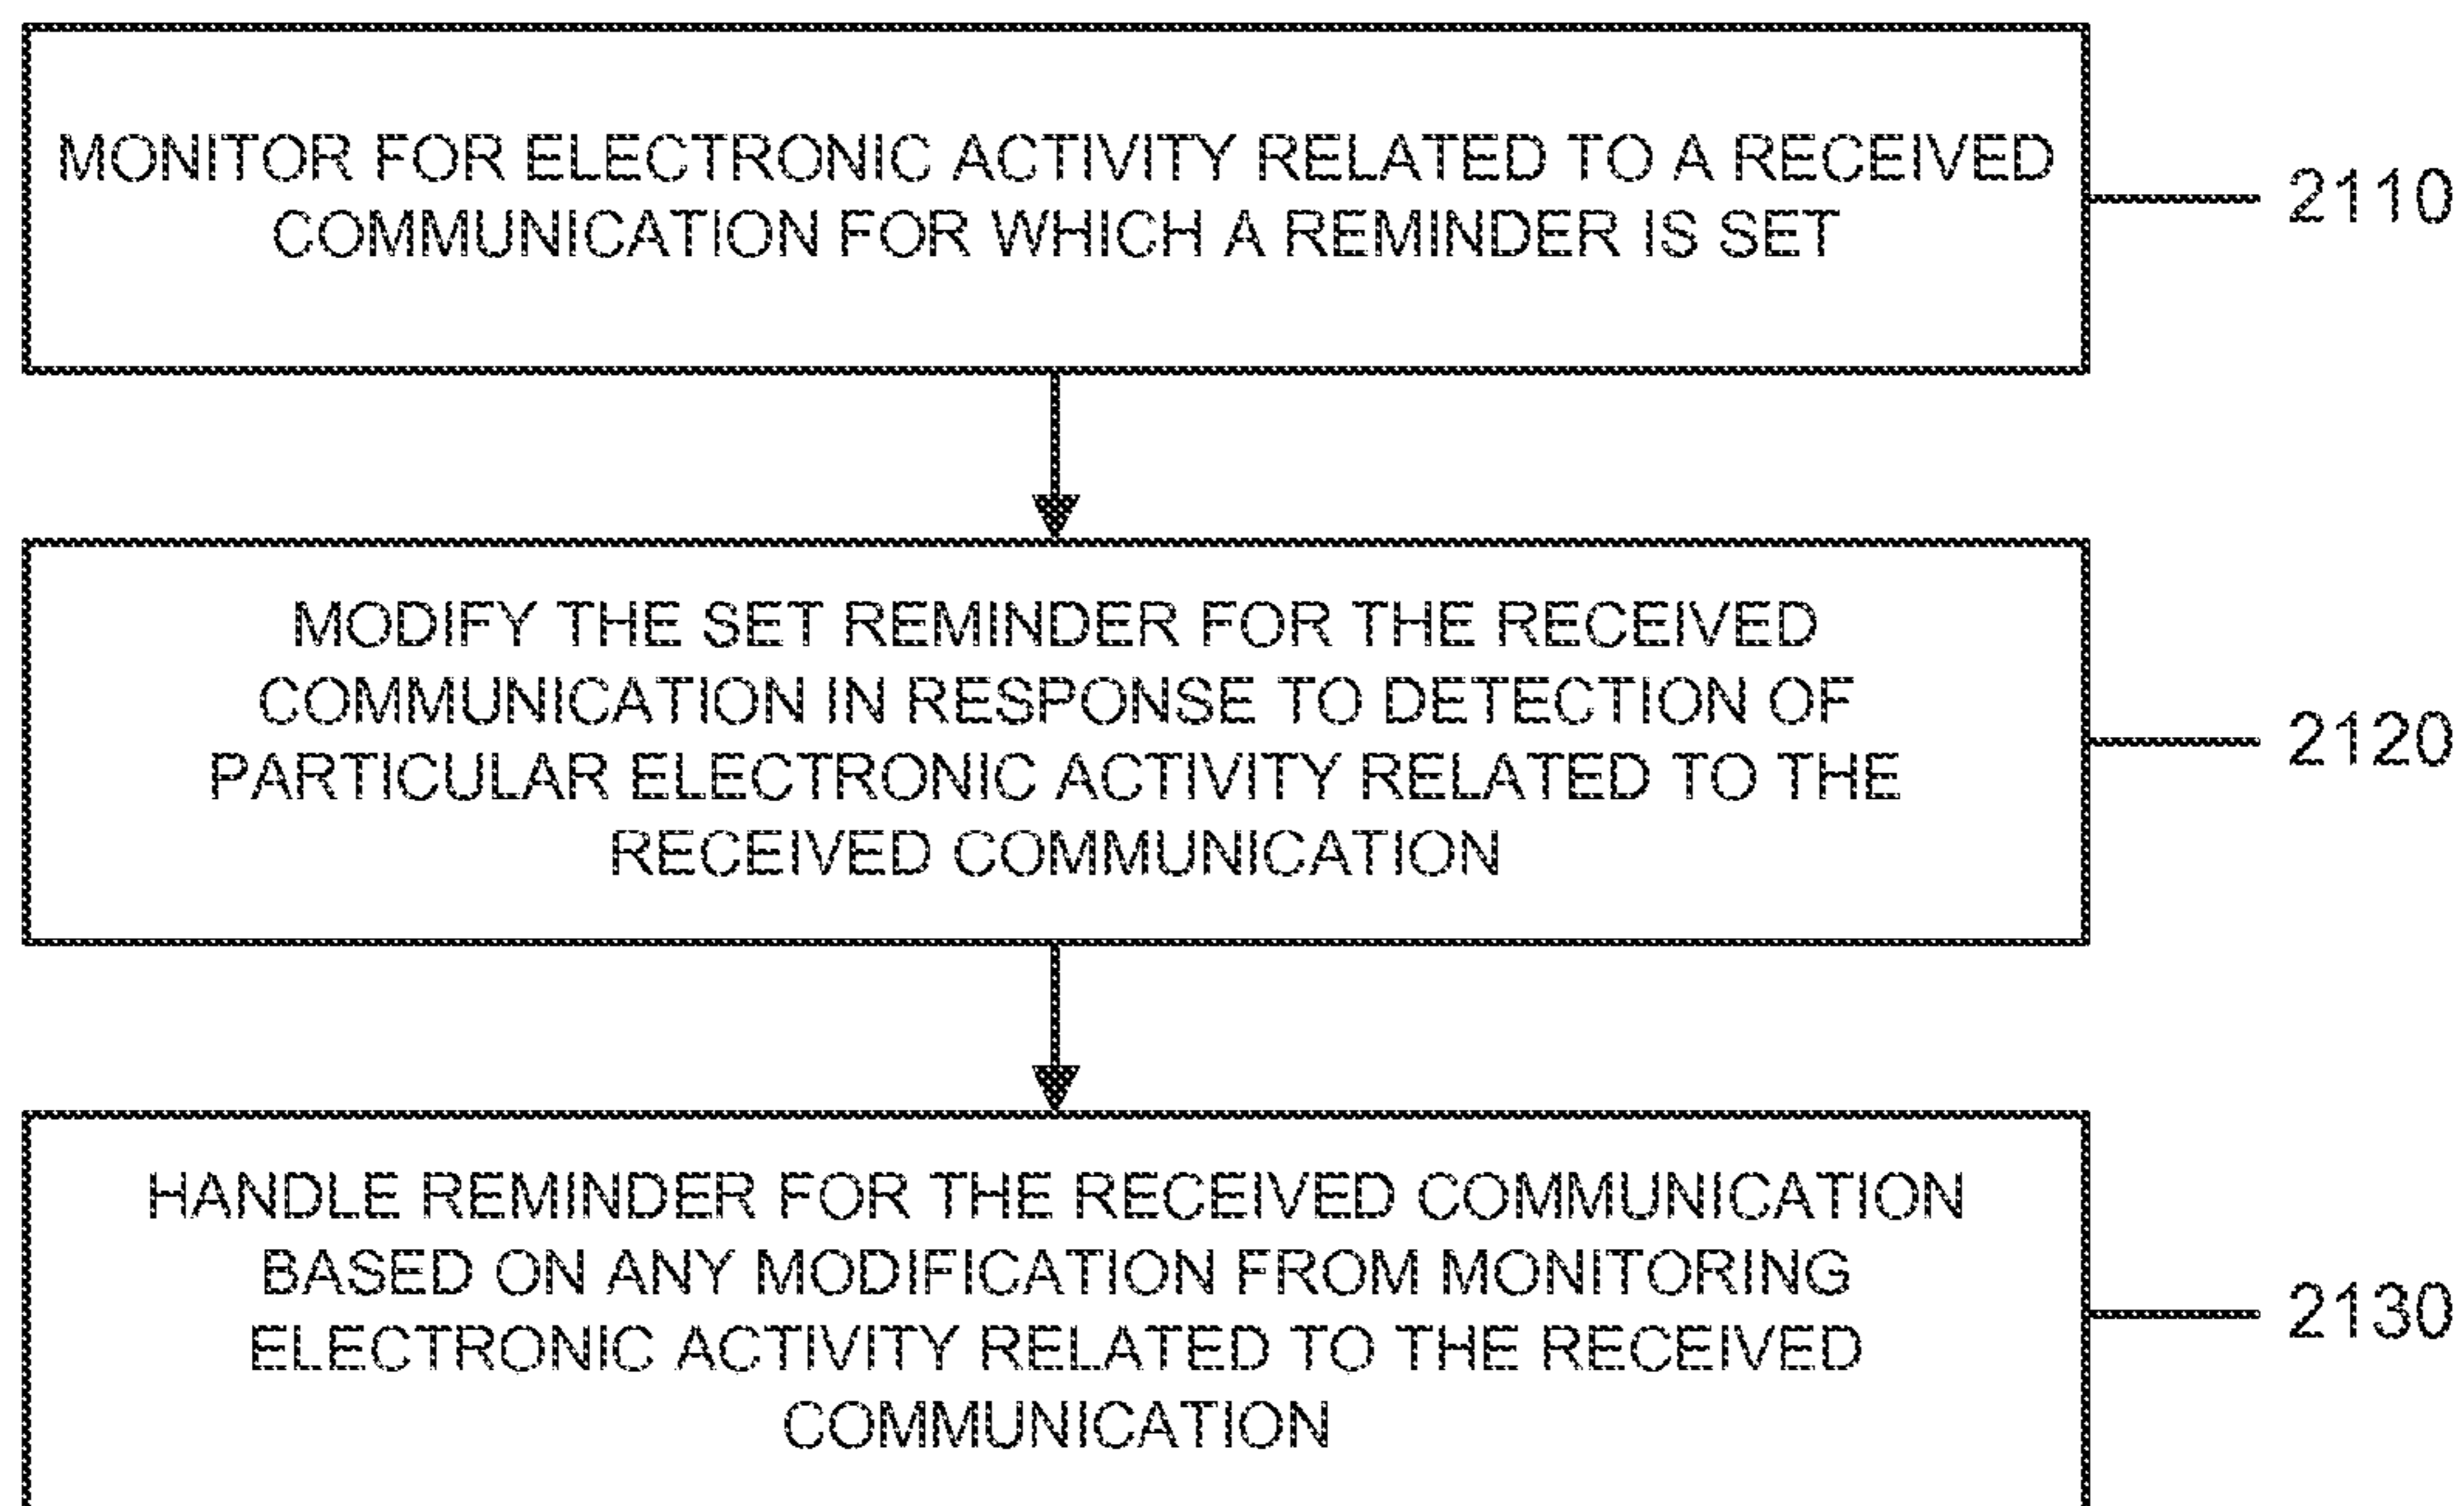 MONITOR FOR ELECTRONIC ACTIVITY RELATED TO A RECEIVED
COMMUNICATION FOR WHICH A REMINDER IS SET
2110
MODIFY THE SET REMINDER FOR THE RECEIVED
COMMUNICATION IN RESPONSE TO DETECTION OF
PARTICULAR ELECTRONIC ACTIVITY RELATED TO THE
RECEIVED COMMUNICATION
2120
HANDLE REMINDER FOR THE RECEIVED COMMUNICATION
BASED ON ANY MODIFICATION FROM MONITORING
ELECTRONIC ACTIVITY RELATED TO THE RECEIVED
COMMUNICATION
2130